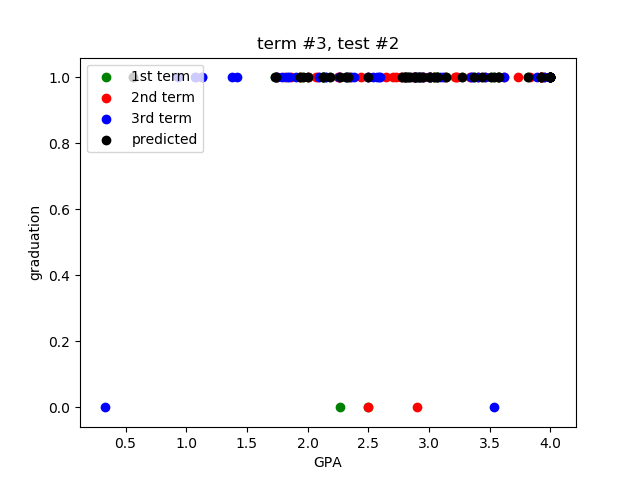 term #3, test #2
1.0
0.8
0.6
0.4
0.2
0.0
graduation
1st term
2nd term
3rd term
predicted
0.5 1.0 1.5 2.0 2.5 3.0 3.5 4.0
GPA